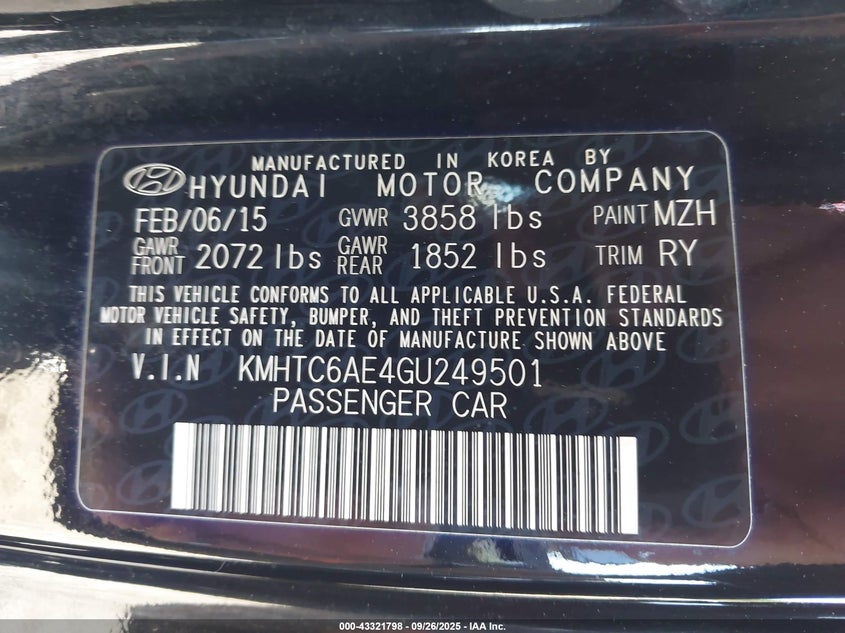 MANUFACTURED IN KOREA BY
HYUNDAI MOTOR COMPANY
FEB/06/15 GVWR 3858 lbs PAINT MZH
GAWR FRONT 2072 lbs GAWR REAR 1852 lbs TRIM RY
THIS VEHICLE CONFORMS TO ALL APPLICABLE U.S.A. FEDERAL
MOTOR VEHICLE SAFETY, BUMPER, AND THEFT PREVENTION STANDARDS
IN EFFECT ON THE DATE OF MANUFACTURE SHOWN ABOVE
V.I.N KMHTC6AE4GU249501
PASSENGER CAR
000-43321798 - 09/26/2025 - IAA Inc.